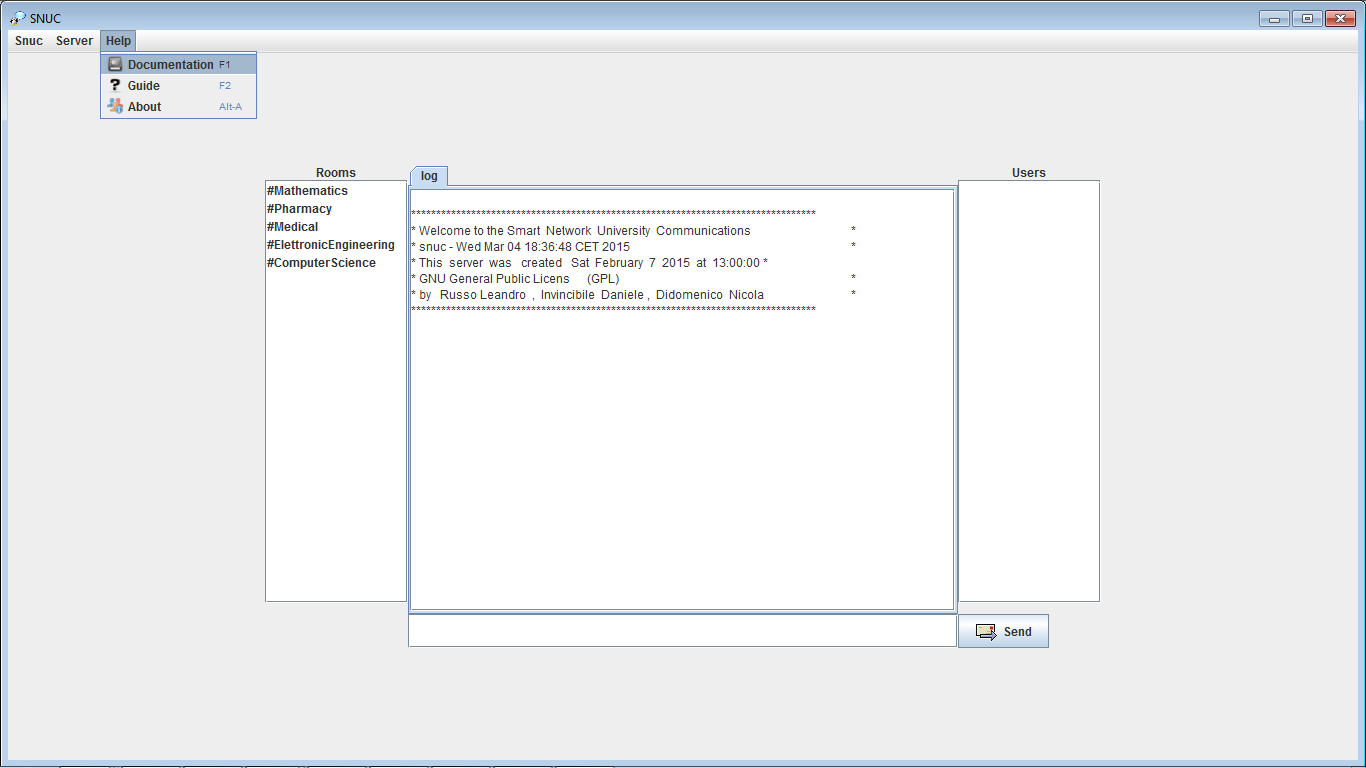 SNUC
Snuc Server Help
Documentation F1
Guide F2
About Alt-A
Rooms
#Mathematics
#Pharmacy
#Medical
#ElettronicEngineering
#ComputerScience
log
*********************************************************************************
* Welcome to the Smart Network University Communications *
* snuc - Wed Mar 04 18:36:48 CET 2015 *
* This server was created Sat February 7 2015 at 13:00:00 *
* GNU General Public Licens (GPL) *
* by Russo Leandro , Invincibile Daniele , Didomenico Nicola *
*********************************************************************************
Users
Send